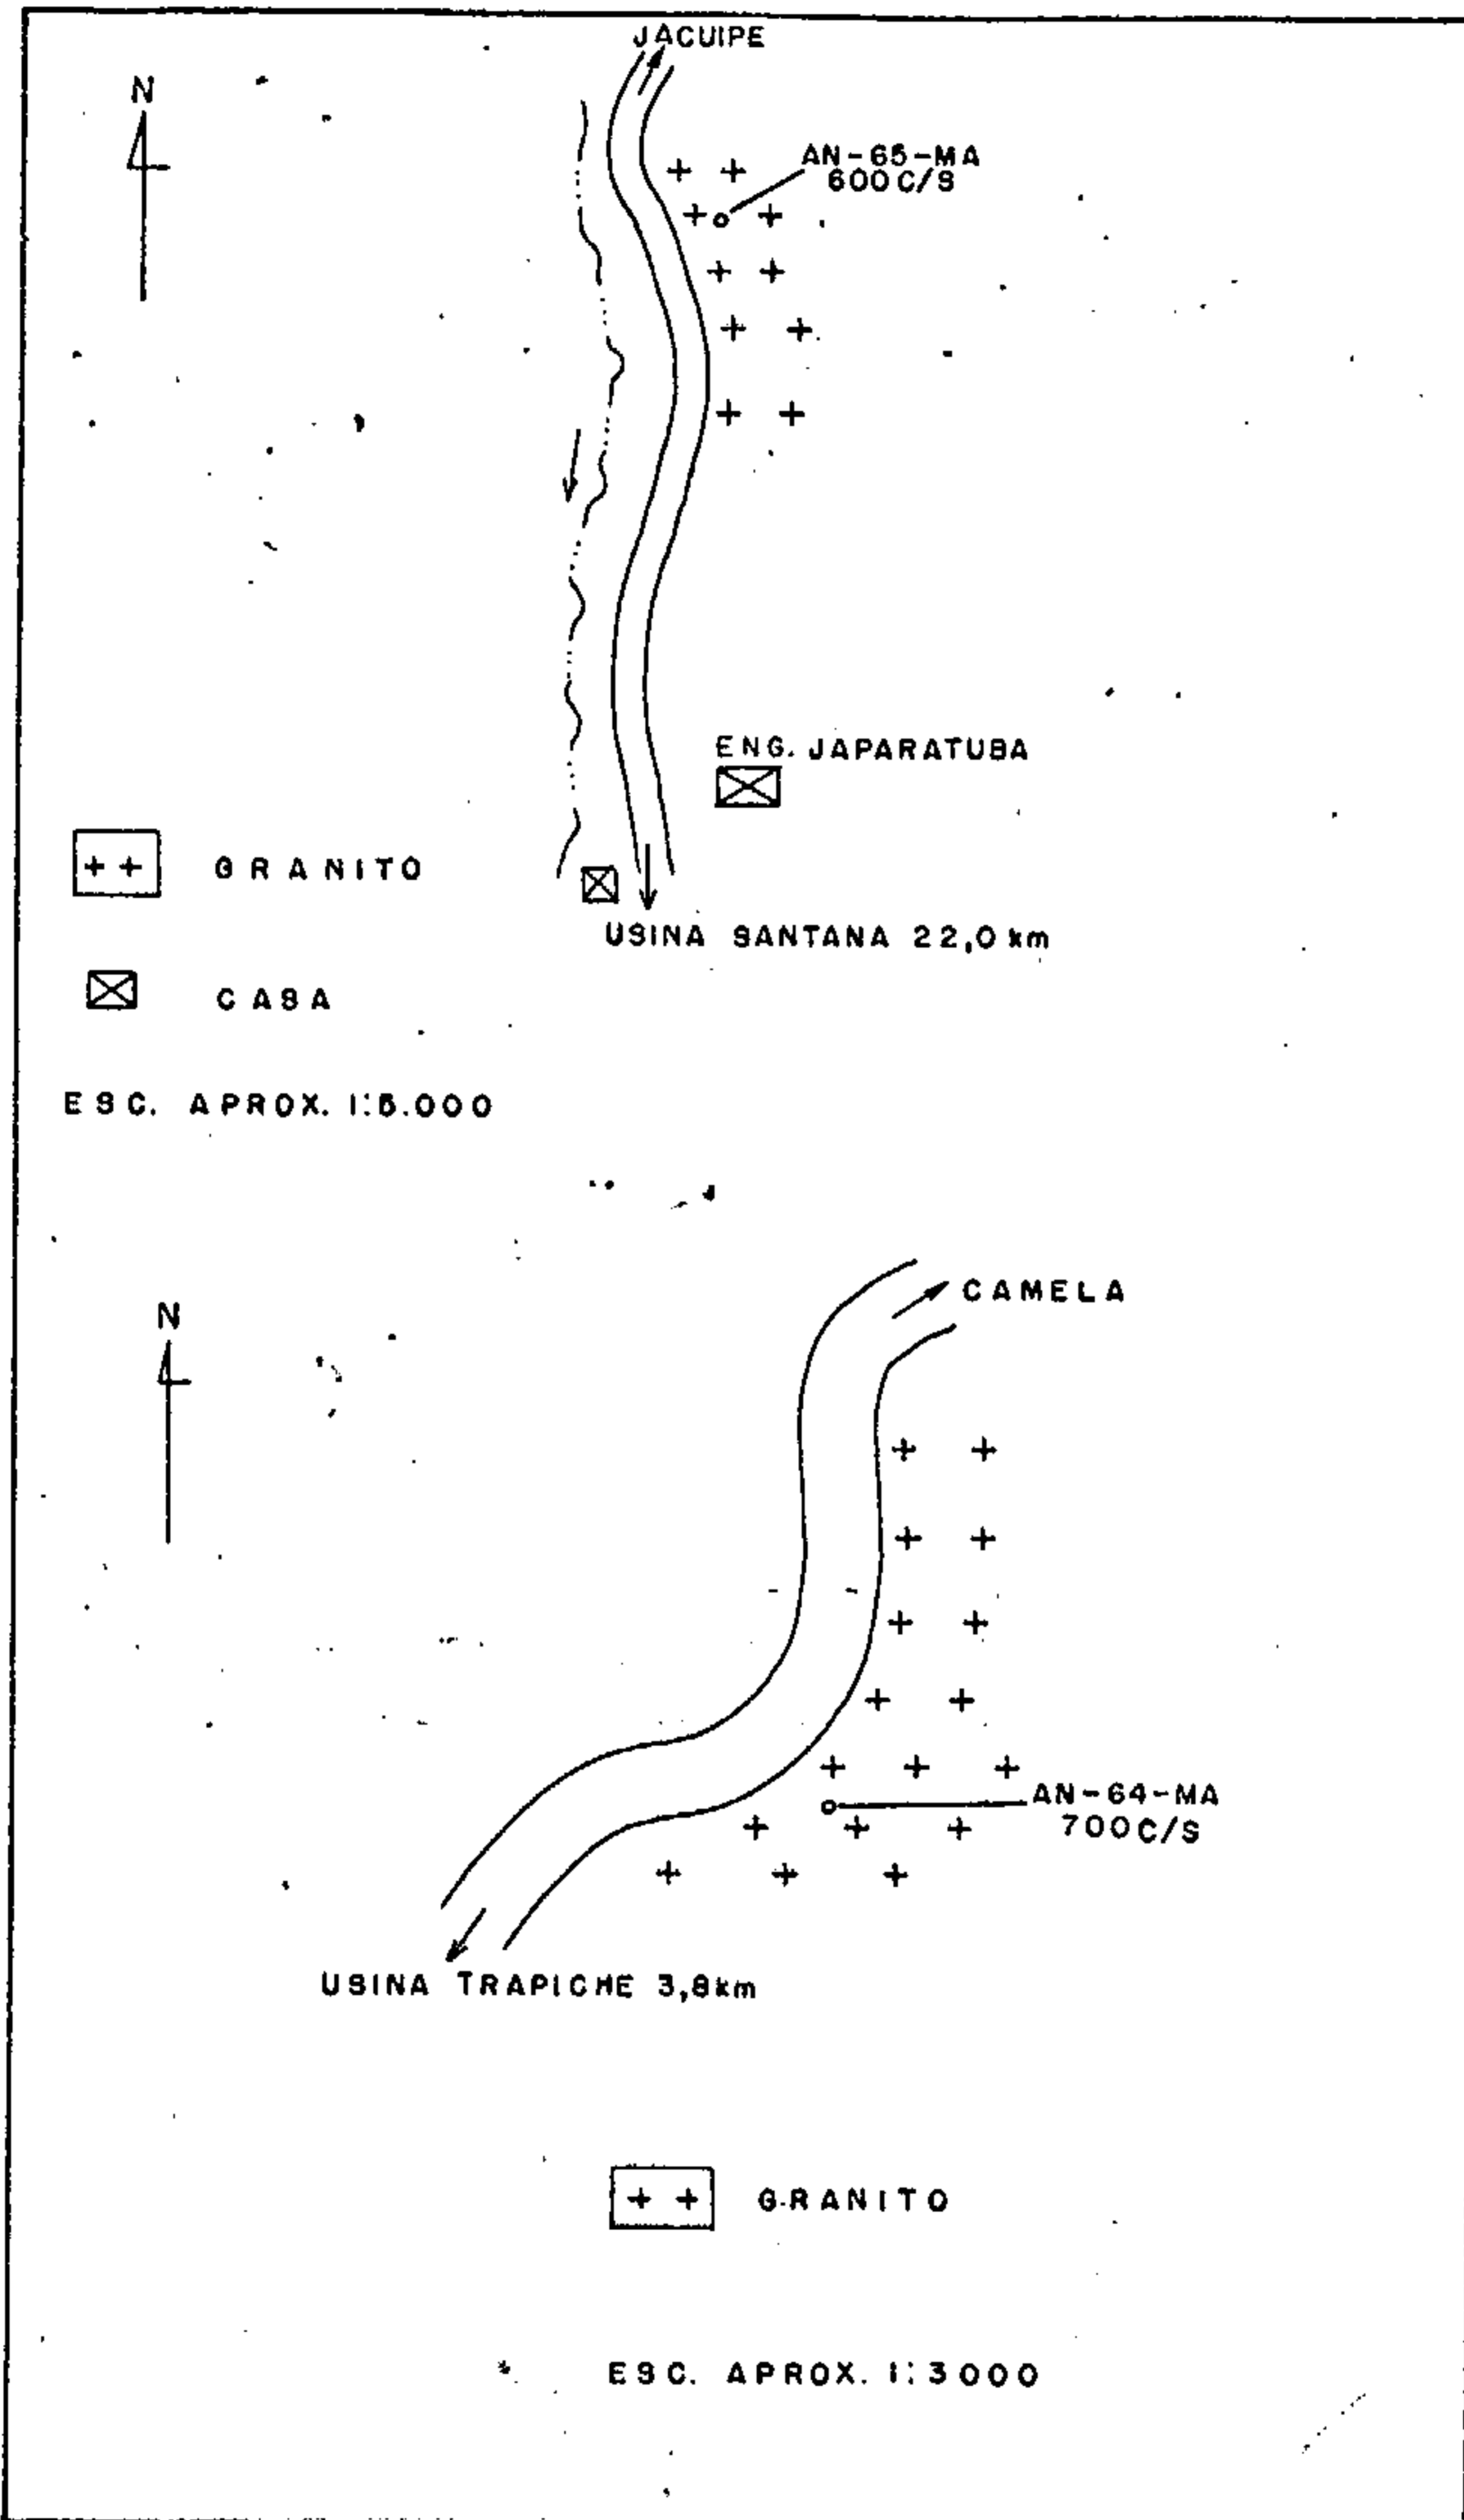 JACUIPE
N
AN-65-MA
600 C/S
ENG. JAPARATUBA
GRANITO
USINA SANTANA 22,0 km
CASA
ESC. APROX. 1:5.000
CAMELA
N
AN-64-MA
700 C/S
USINA TRAPICHE 3,8 km
GRANITO
ESC. APROX. 1:3000